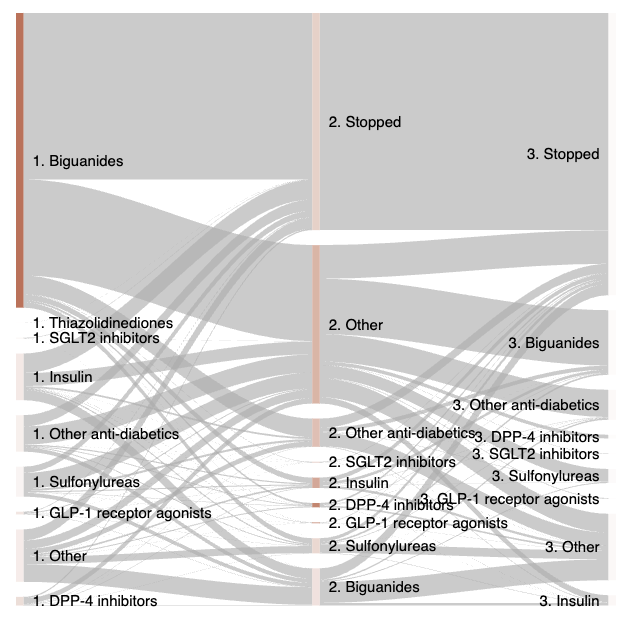 1. Biguanides
1. Thiazolidinediones
1. SGLT2 inhibitors
1. Insulin
1. Other anti-diabetics
1. Sulfonylureas
1. GLP-1 receptor agonists
1. Other
1. DPP-4 inhibitors
2. Stopped
2. Other
2. Other anti-diabetics
2. SGLT2 inhibitors
2. Insulin
2. DPP-4 inhibitors
2. GLP-1 receptor agonists
2. Sulfonylureas
2. Biguanides
3. Stopped
3. Biguanides
3. Other anti-diabetics
3. DPP-4 inhibitors
3. SGLT2 inhibitors
3. Sulfonylureas
3. GLP-1 receptor agonists
3. Other
3. Insulin